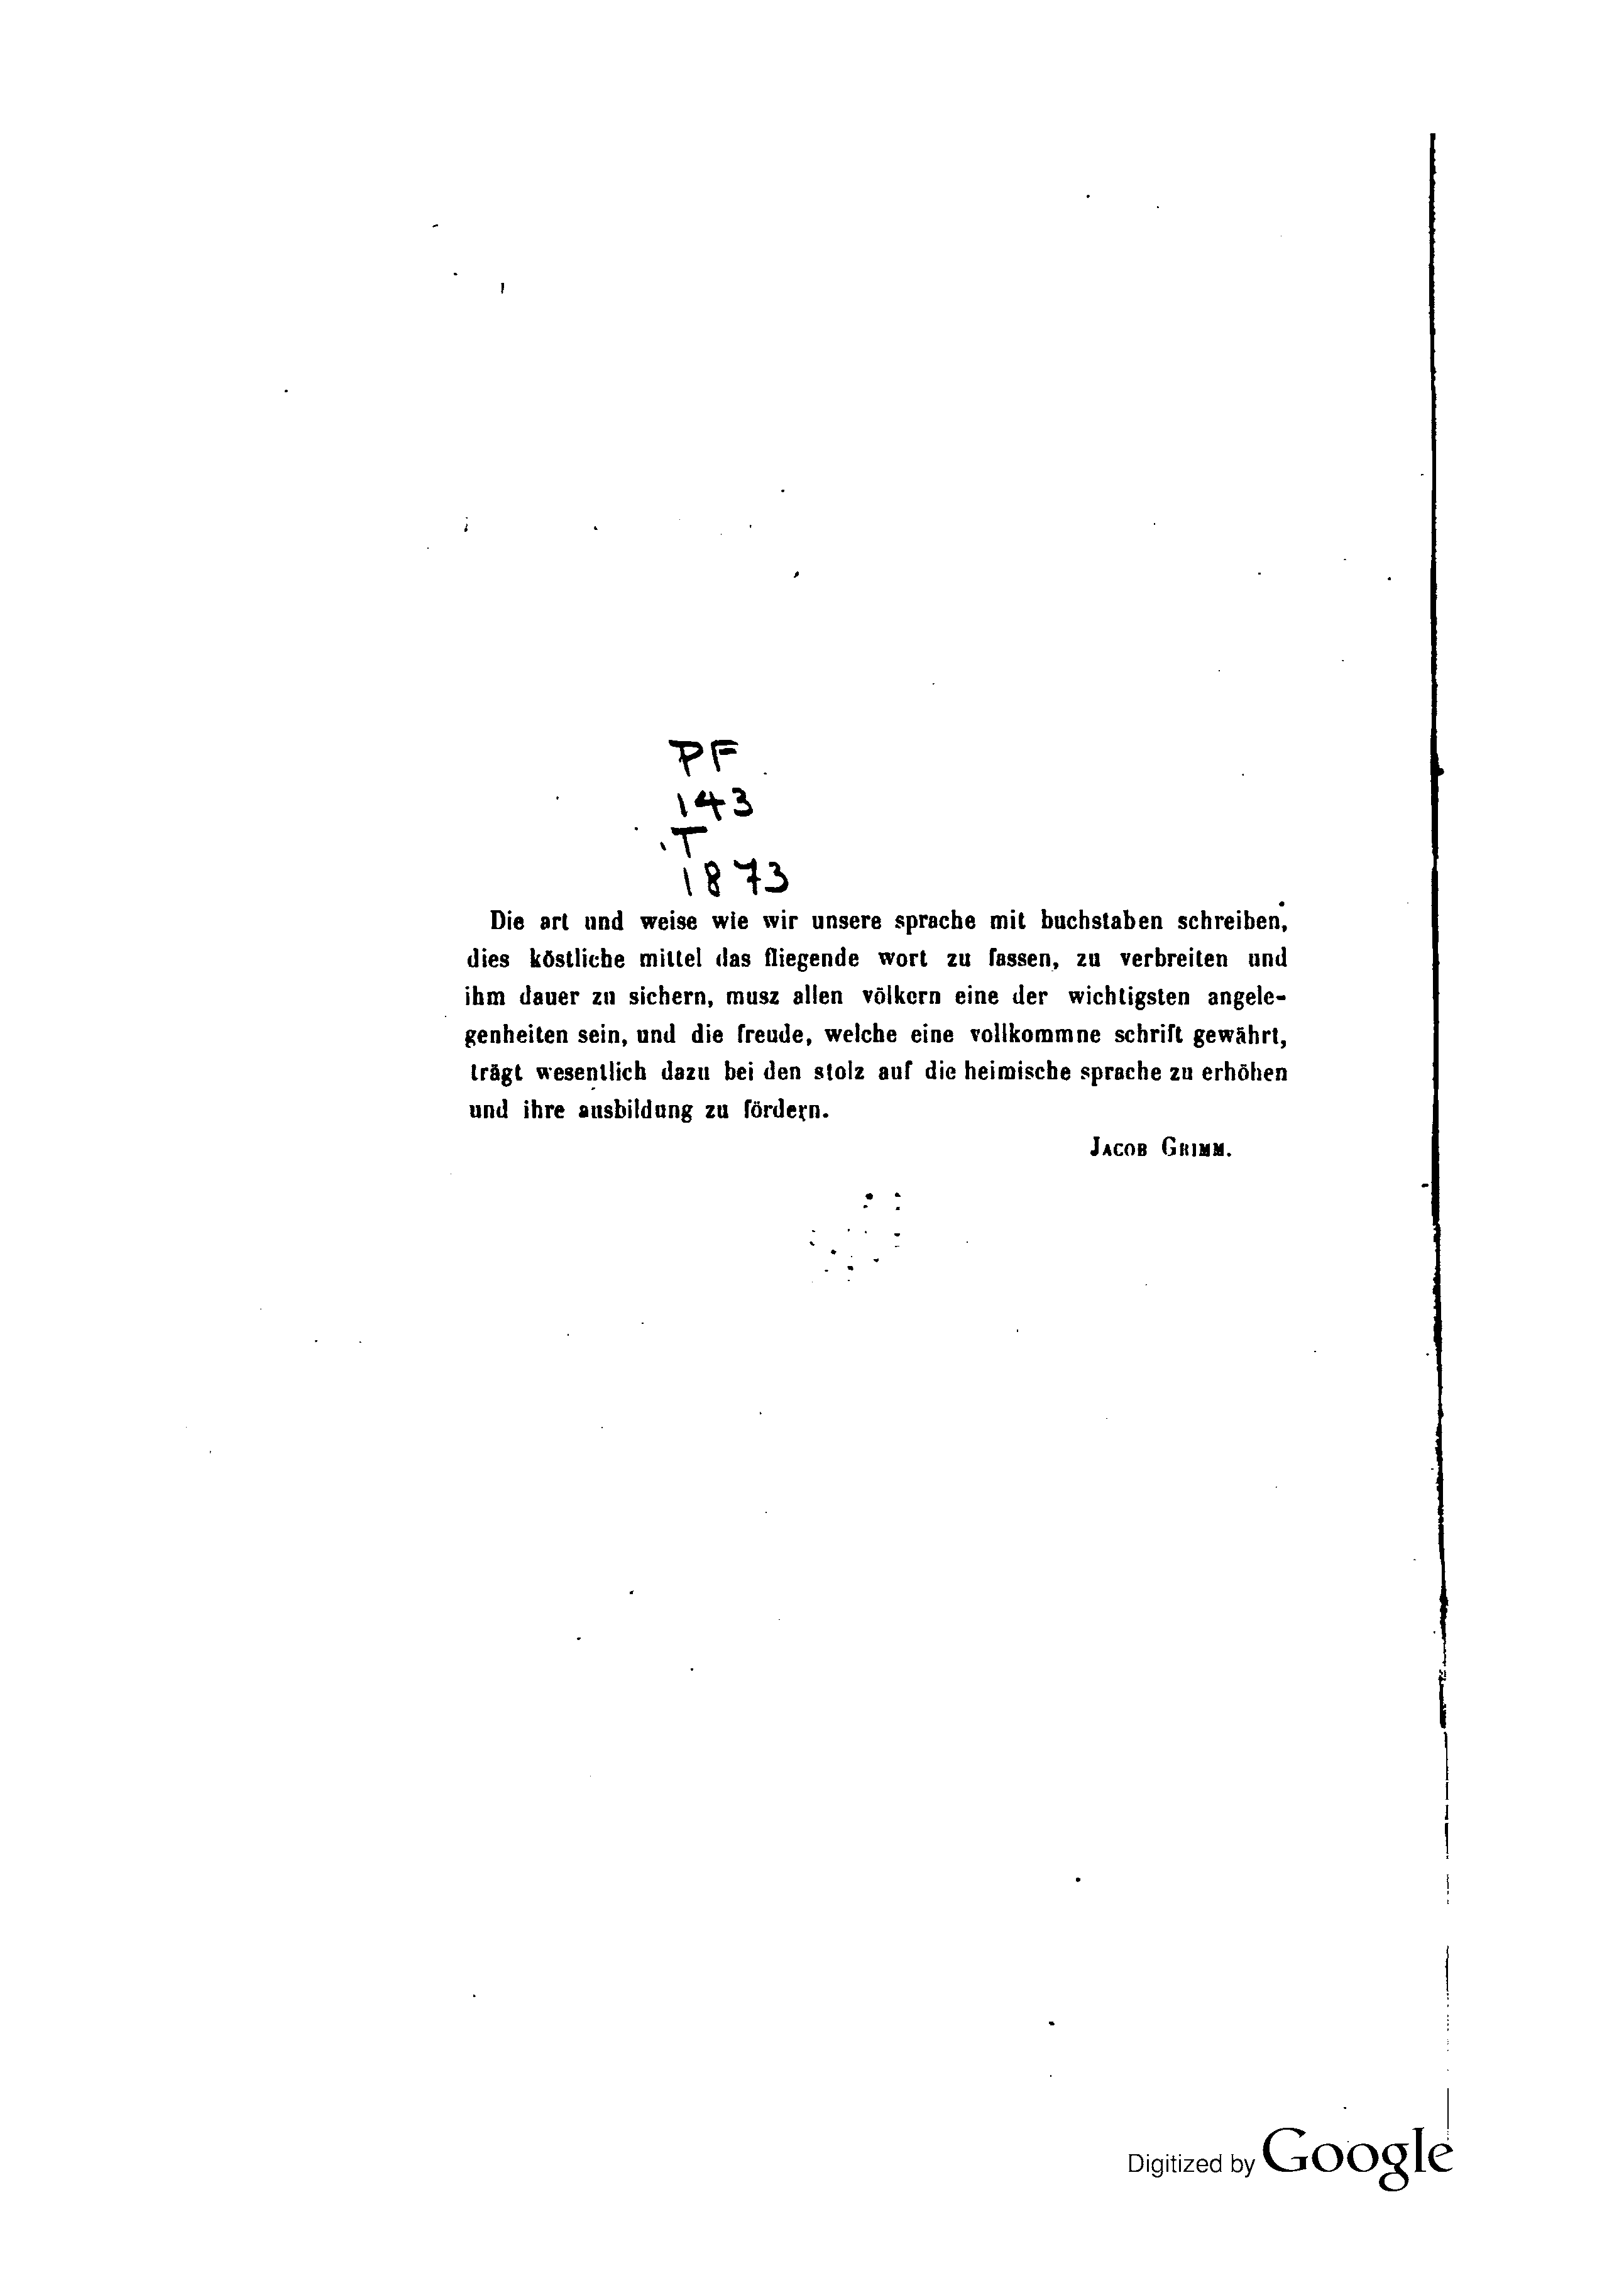 PF
143
.T
1873
Die art und weise wie wir unsere sprache mit buchstaben schreiben,
dies köstliche mittel das fliegende wort zu fassen, zu verbreiten und
ihm dauer zu sichern, musz allen völkern eine der wichtigsten angele-
genheiten sein, und die freude, welche eine vollkommne schrift gewährt,
trägt wesentlich dazu bei den stolz auf die heimische sprache zu erhöhen
und ihre ausbildung zu fördern.
JACOB GRIMM.
Digitized by Google